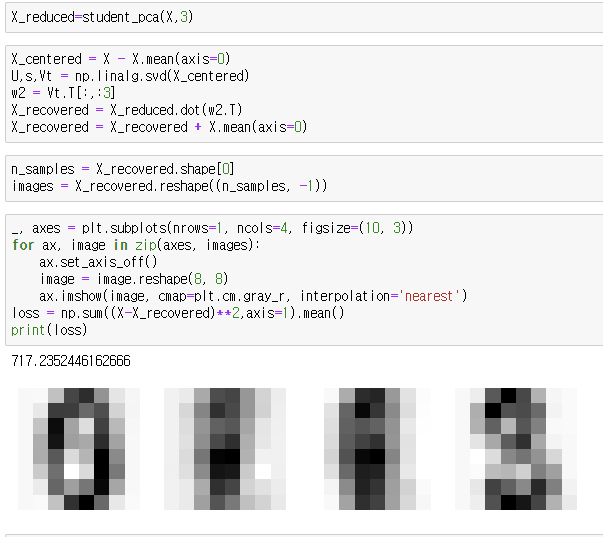 X_reduced=student_pca(X,3)
X_centered = X - X.mean(axis=0)
U,s,Vt = np.linalg.svd(X_centered)
w2 = Vt.T[:,:3]
X_recovered = X_reduced.dot(w2.T)
X_recovered = X_recovered + X.mean(axis=0)
n_samples = X_recovered.shape[0]
images = X_recovered.reshape((n_samples, -1))
_, axes = plt.subplots(nrows=1, ncols=4, figsize=(10, 3))
for ax, image in zip(axes, images):
    ax.set_axis_off()
    image = image.reshape(8, 8)
    ax.imshow(image, cmap=plt.cm.gray_r, interpolation='nearest')
loss = np.sum((X-X_recovered)**2,axis=1).mean()
print(loss)
717.2352446162666